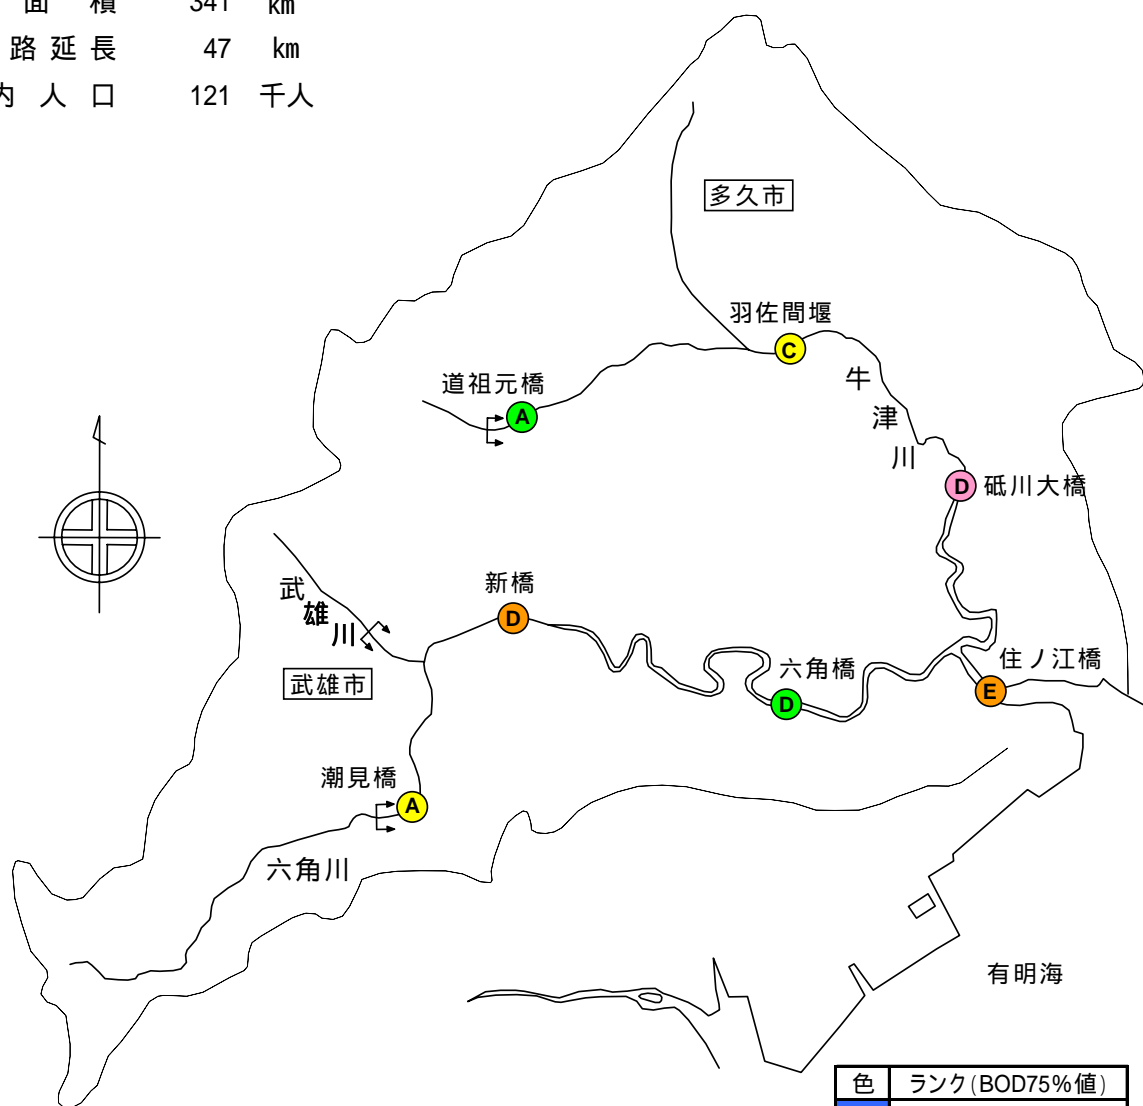 面積 341 km
路延長 47 km
内人口 121 千人
多久市
羽佐間堰
C
道祖元橋
A
牛津川
D 砥川大橋
武雄川
新橋
D
武雄市
六角橋
D
住ノ江橋
E
潮見橋
A
六角川
有明海
色 ランク(BOD75%値)